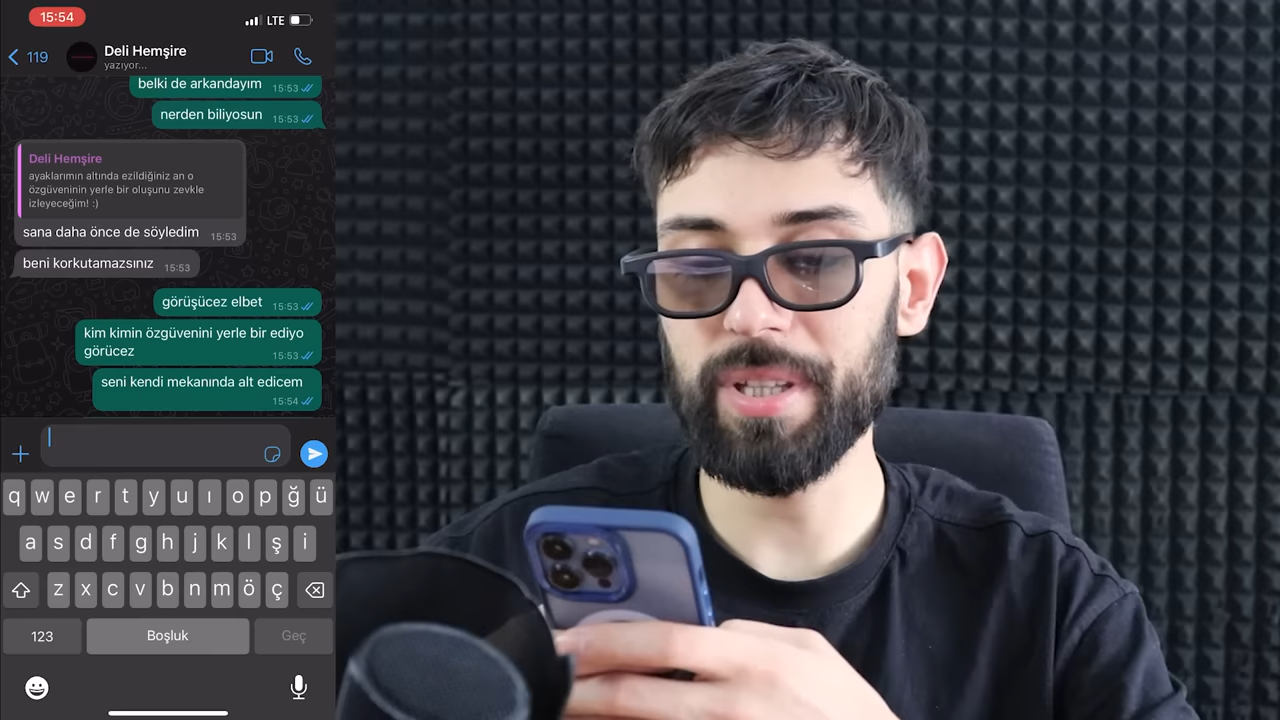 15:54
LTE
119
Deli Hemşire
yazıyor...
belki de arkandayım 15:53
nerden biliyosun 15:53
Deli Hemşire
ayaklarımın altında ezildiğiniz an o
özgüveninin yerle bir oluşunu zevkle
izleyeceğim! :)
sana daha önce de söyledim 15:53
beni korkutamazsınız 15:53
görüşücez elbet 15:53
kim kimin özgüvenini yerle bir ediyo
görücez 15:53
seni kendi mekanında alt edicem
15:54
q w e r t y u ı o p ğ ü
a s d f g h j k l ş i
z x c v b n m ö ç
123 Boşluk Geç